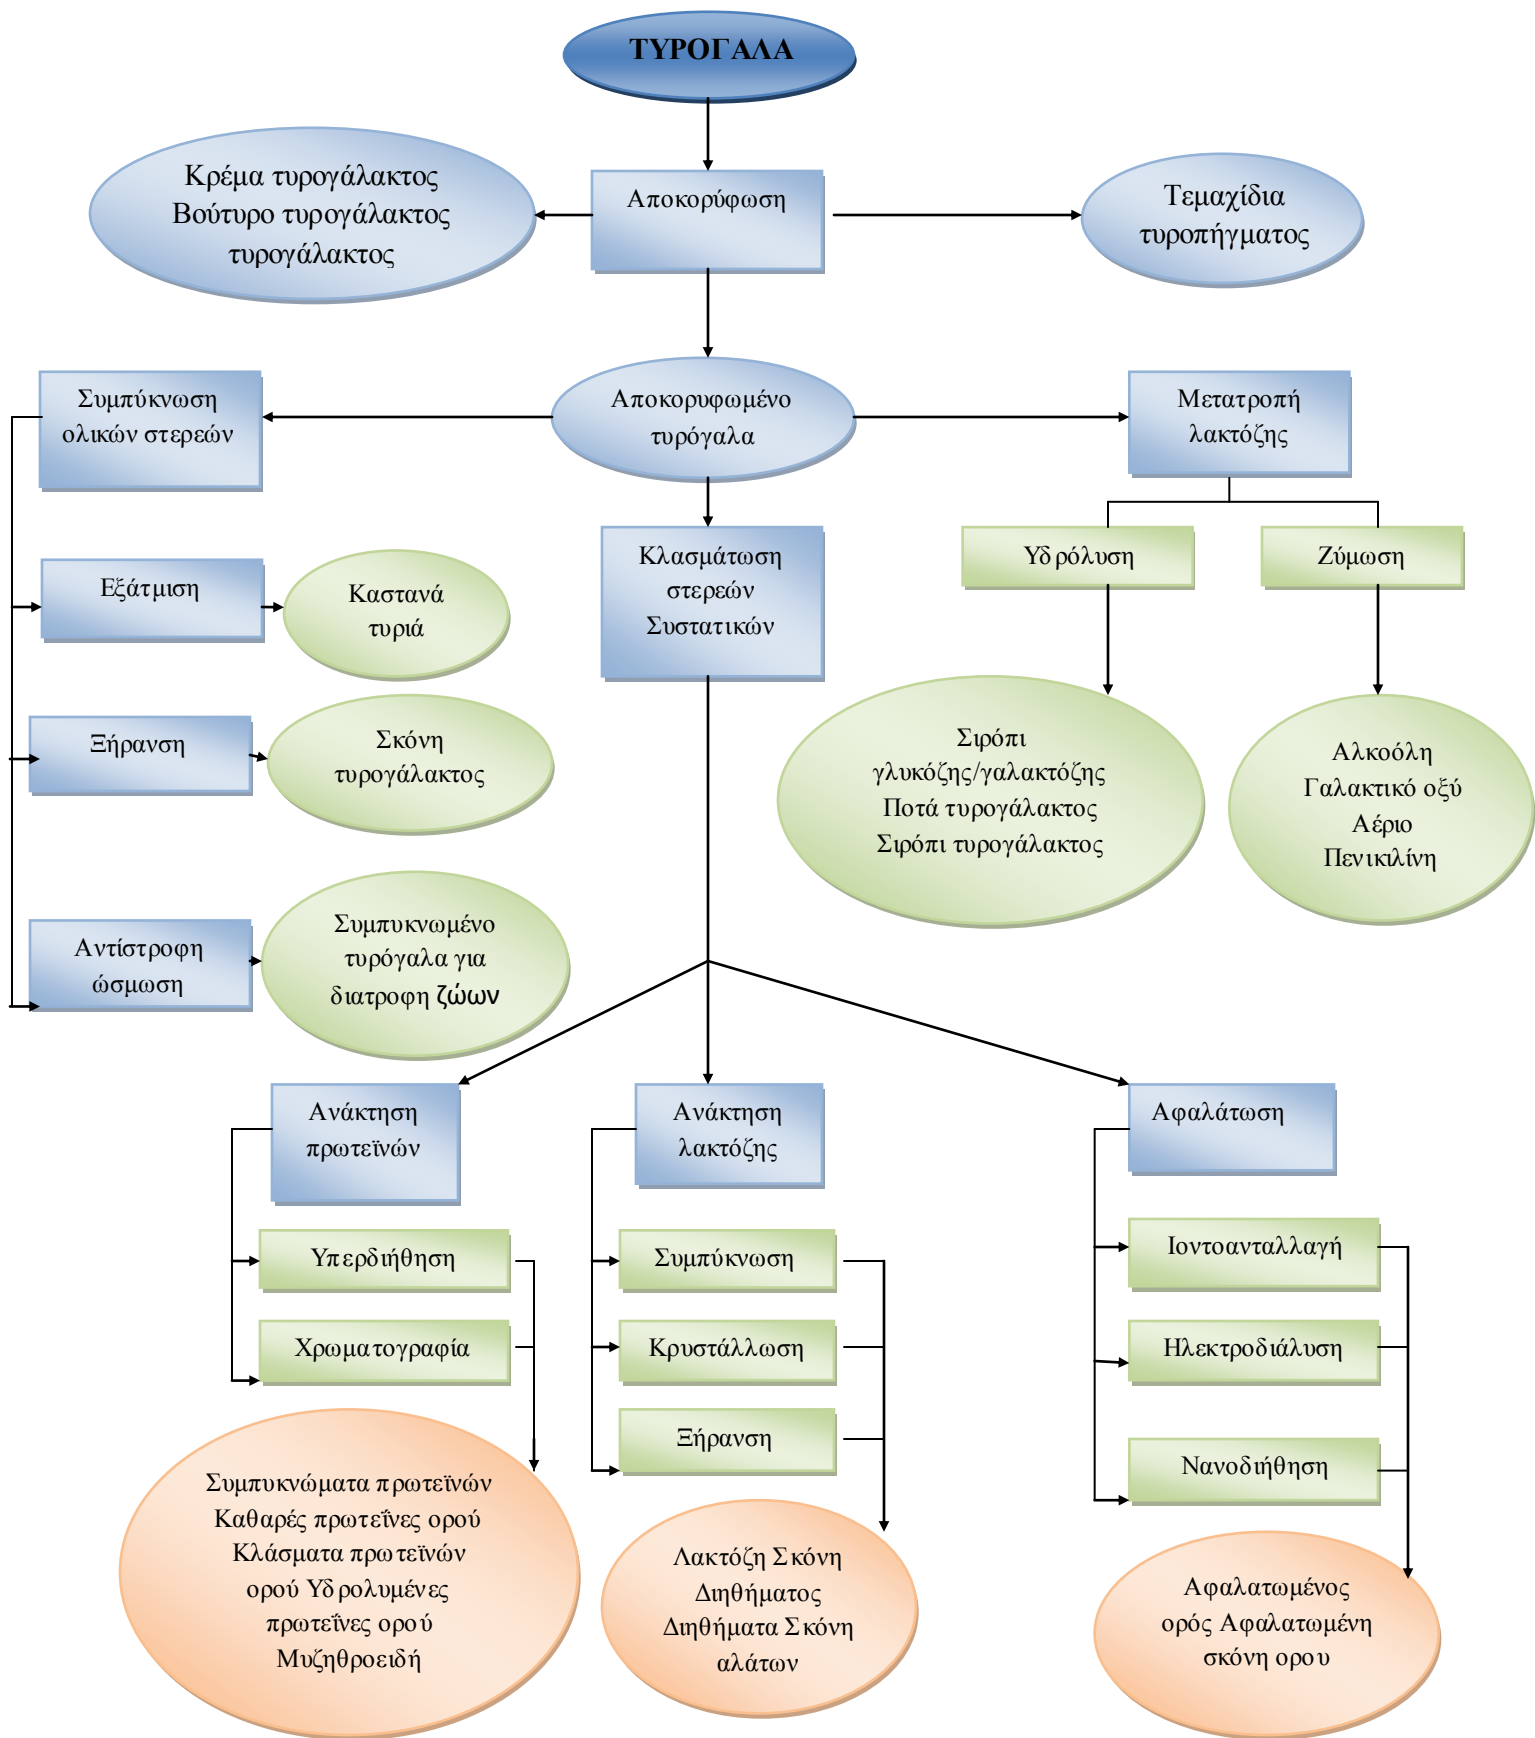 ΤΥΡΟΓΑΛΑ
Κρέμα τυρογάλακτος
Βούτυρο τυρογάλακτος
τυρογάλακτος
Αποκορύφωση
Τεμαχίδια
τυροπήγματος
Συμπύκνωση
ολικών στερεών
Αποκορυφωμένο
τυρόγαλα
Μετατροπή
λακτόζης
Εξάτμιση
Καστανά
τυριά
Κλασμάτωση
στερεών
Συστατικών
Υδρόλυση
Ζύμωση
Ξήρανση
Σκόνη
τυρογάλακτος
Σιρόπι
γλυκόζης/γαλακτόζης
Ποτά τυρογάλακτος
Σιρόπι τυρογάλακτος
Αλκοόλη
Γαλακτικό οξύ
Αέριο
Πενικιλίνη
Αντίστροφη
ώσμωση
Συμπυκνωμένο
τυρόγαλα για
διατροφη ζώων
Ανάκτηση
πρωτεϊνών
Ανάκτηση
λακτόζης
Αφαλάτωση
Υπερδιήθηση
Χρωματογραφία
Συμπύκνωση
Κρυστάλλωση
Ξήρανση
Ιοντοανταλλαγή
Ηλεκτροδιάλυση
Νανοδιήθηση
Συμπυκνώματα πρωτεϊνών
Καθαρές πρωτεΐνες ορού
Κλάσματα πρωτεϊνών
ορού Υδρολυμένες
πρωτεΐνες ορού
Μυζηθροειδή
Λακτόζη Σκόνη
Διηθήματος
Διηθήματα Σκόνη
αλάτων
Αφαλατωμένος
ορός Αφαλατωμένη
σκόνη ορου